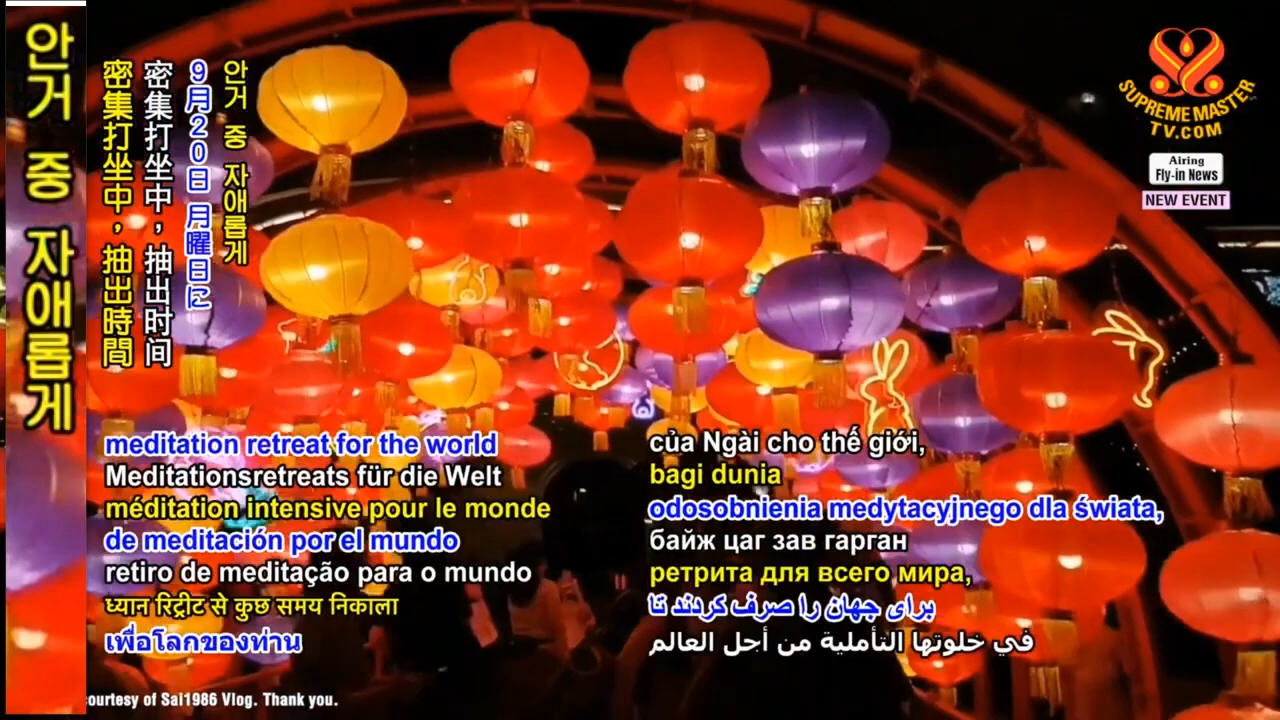 안거 중 자애롭게
密集打坐中，抽出時間
密集打坐中，抽出时间
9月20日 月曜日に
안거 중 자애롭게
meditation retreat for the world
Meditationsretreats für die Welt
méditation intensive pour le monde
de meditación por el mundo
retiro de meditação para o mundo
ध्यान रिट्रीट से कुछ समय निकाला
เพื่อโลกของท่าน
của Ngài cho thế giới,
bagi dunia
odosobnienia medytacyjnego dla świata,
байж цаг зав гарган
ретрита для всего мира,
برای جهان را صرف کردند تا
في خلوتها التأملية من أجل العالم
SUPREME MASTER
TV.COM
Airing
Fly-in News
NEW EVENT
courtesy of Sai1986 Vlog. Thank you.